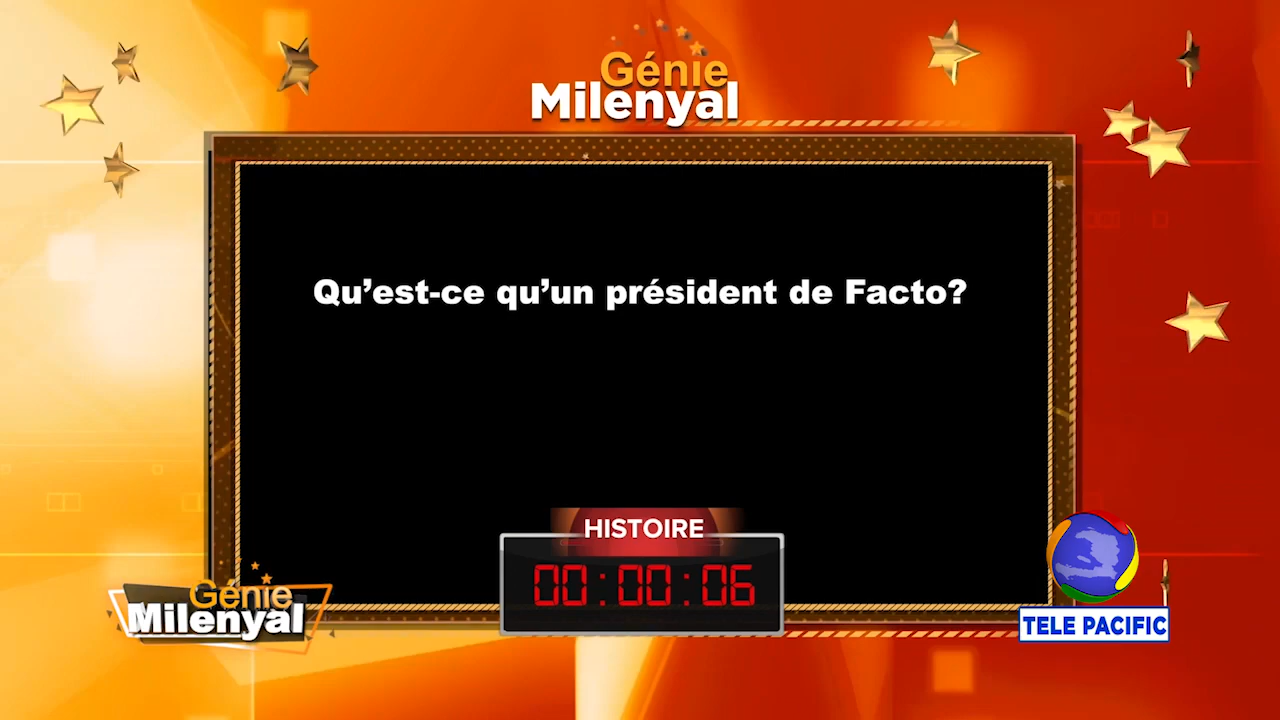 Génie
Milenyal
Qu’est-ce qu’un président de Facto?
HISTOIRE
00:00:06
Génie
Milenyal
TELE PACIFIC